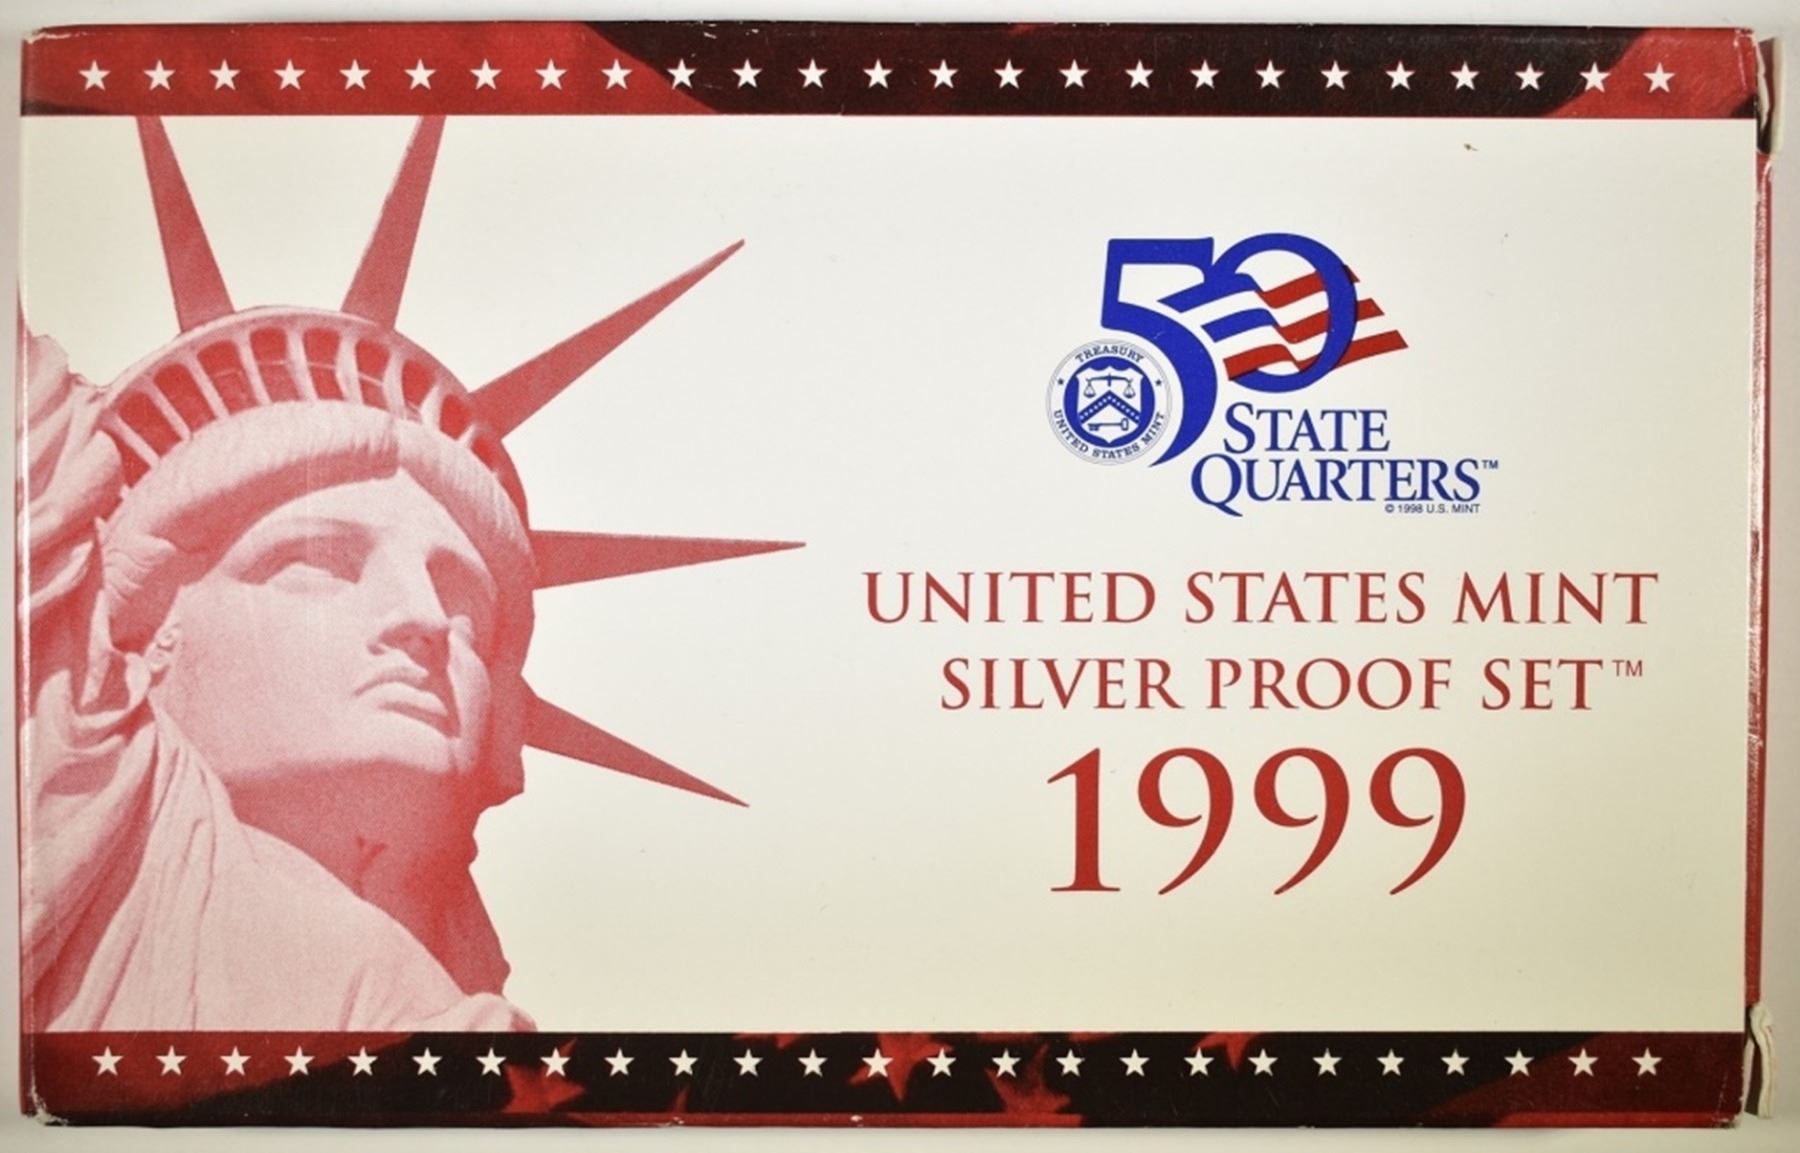 50
TREASURY
UNITED STATES MINT
STATE
QUARTERS™
© 1998 U.S. MINT
UNITED STATES MINT
SILVER PROOF SET™
1999